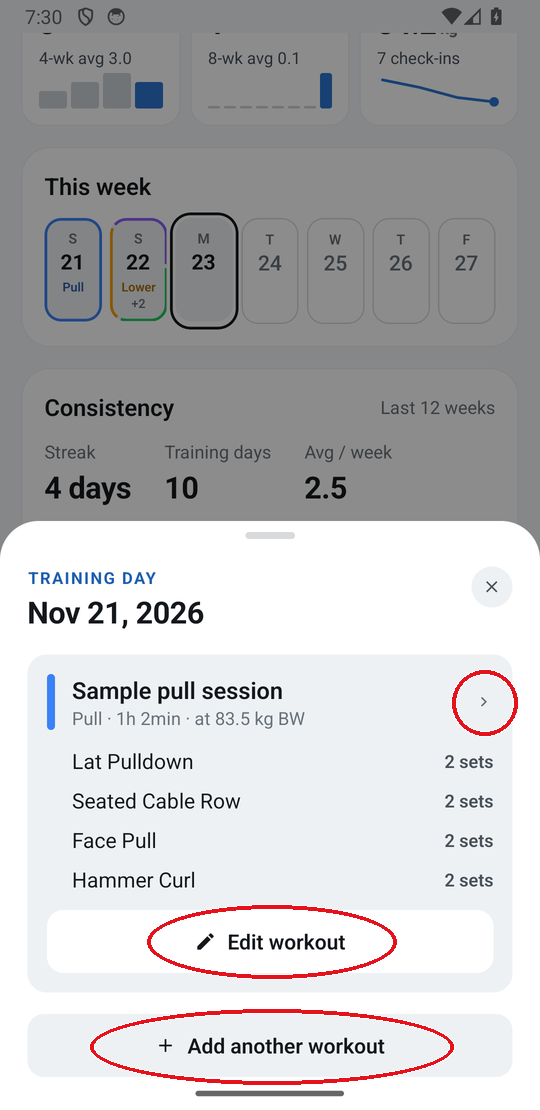 7:30
4-wk avg 3.0
8-wk avg 0.1
7 check-ins
This week
S
21
Pull
S
22
Lower
+2
M
23
T
24
W
25
T
26
F
27
Consistency
Last 12 weeks
Streak
Training days
Avg / week
4 days
10
2.5
TRAINING DAY
Nov 21, 2026
Sample pull session
Pull · 1h 2min · at 83.5 kg BW
Lat Pulldown 2 sets
Seated Cable Row 2 sets
Face Pull 2 sets
Hammer Curl 2 sets
Edit workout
+ Add another workout